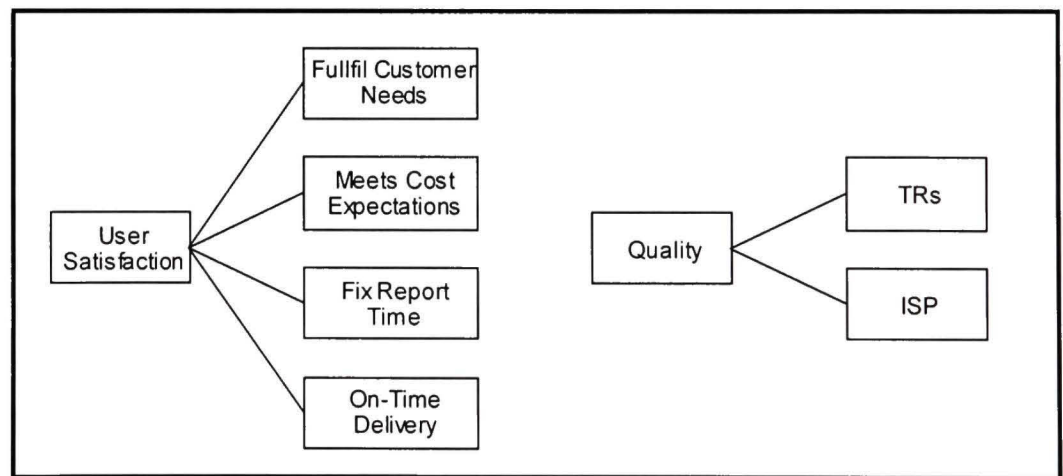 Fullfil Customer
Needs
Meets Cost
Expectations
User
Satisfaction
Fix Report
Time
On-Time
Delivery
Quality
TRs
ISP